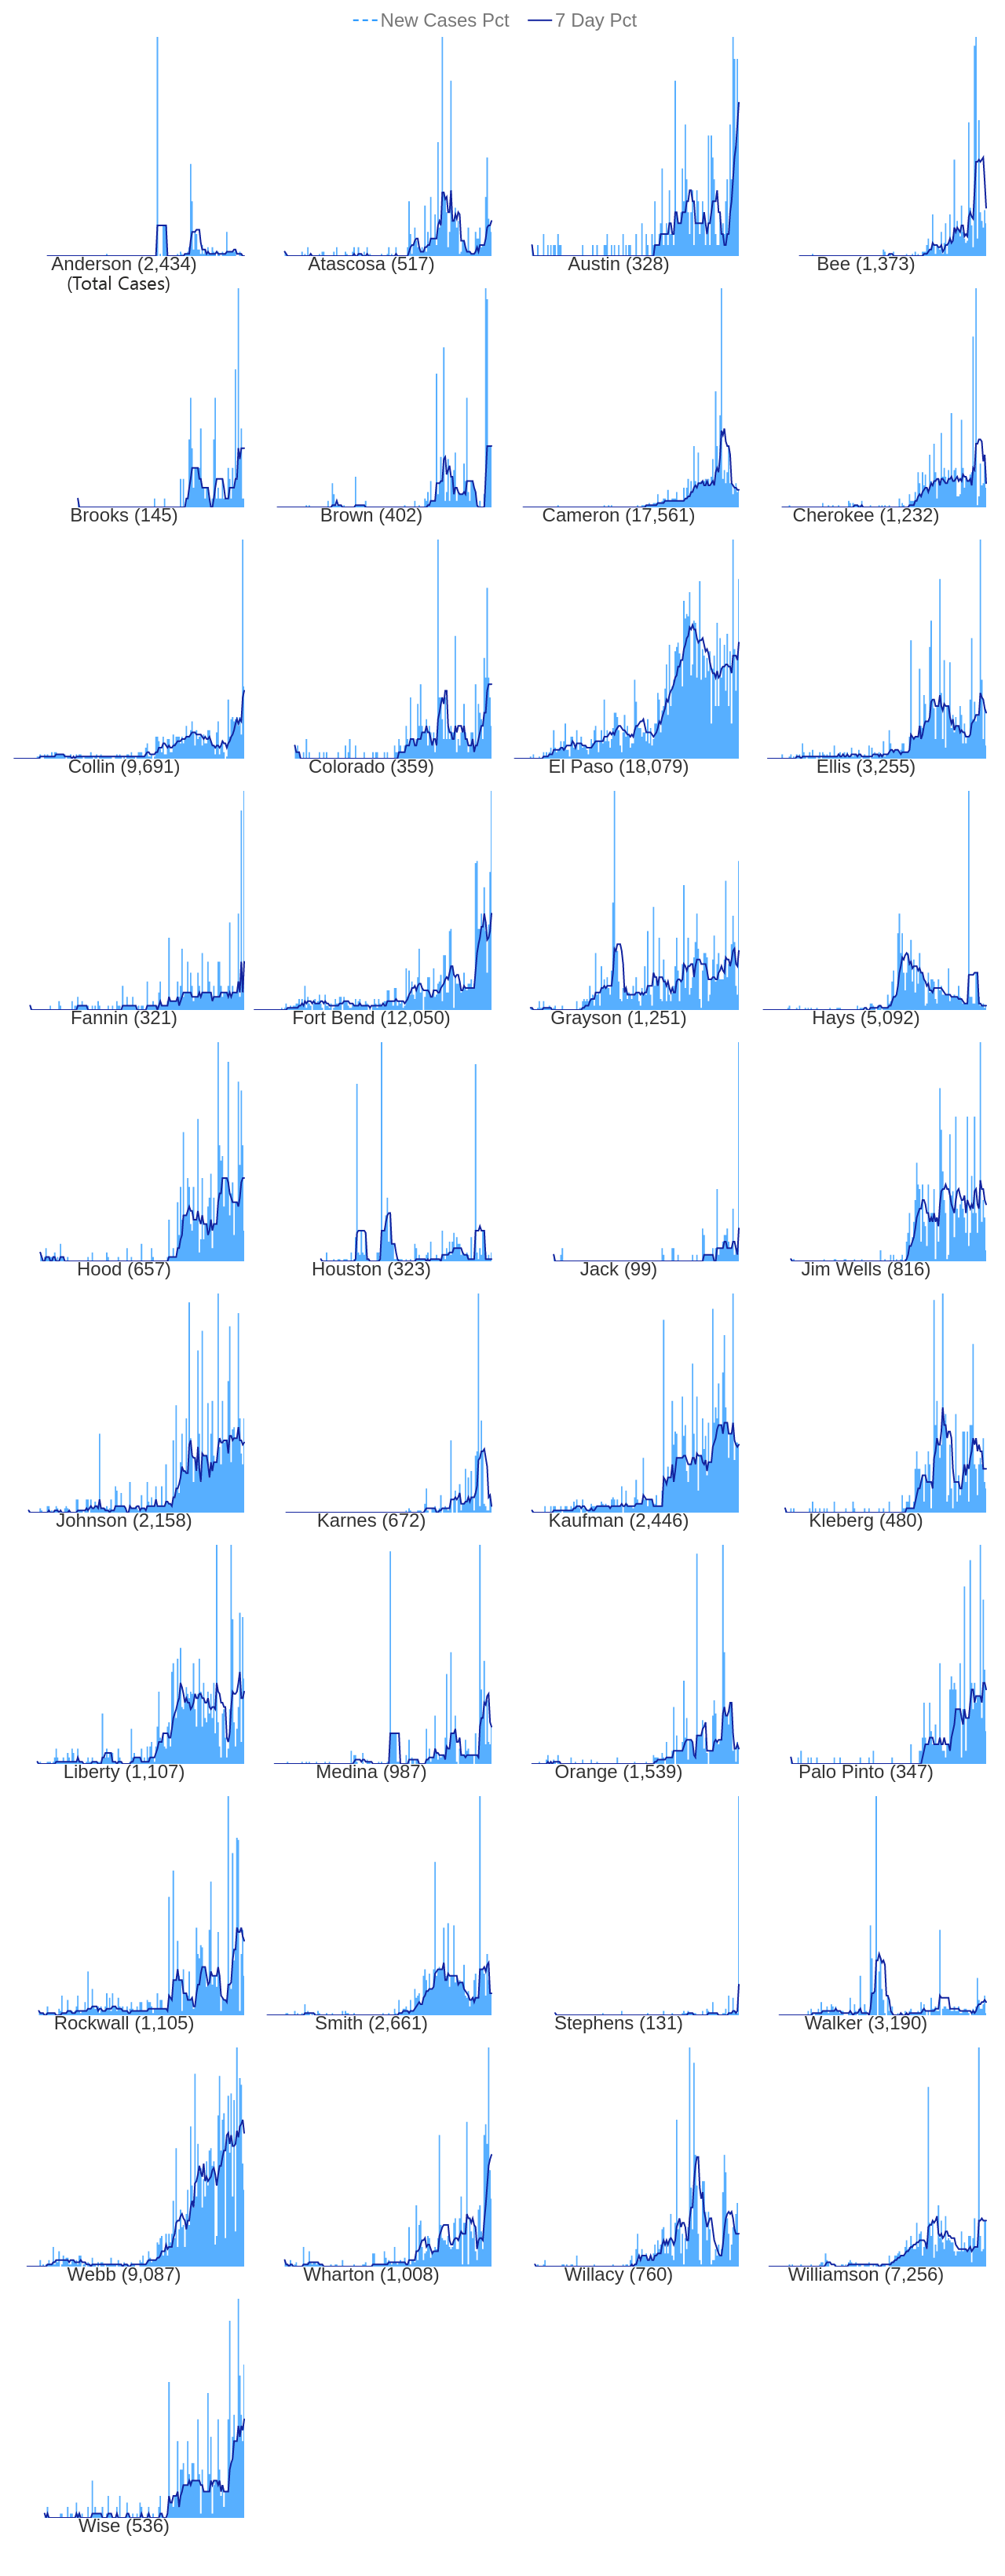 New Cases Pct 7 Day Pct
Anderson (2,434) Atascosa (517) Austin (328) Bee (1,373)
(Total Cases)
Brooks (145) Brown (402) Cameron (17,561) Cherokee (1,232)
Collin (9,691) Colorado (359) El Paso (18,079) Ellis (3,255)
Fannin (321) Fort Bend (12,050) Grayson (1,251) Hays (5,092)
Hood (657) Houston (323) Jack (99) Jim Wells (816)
Johnson (2,158) Karnes (672) Kaufman (2,446) Kleberg (480)
Liberty (1,107) Medina (987) Orange (1,539) Palo Pinto (347)
Rockwall (1,105) Smith (2,661) Stephens (131) Walker (3,190)
Webb (9,087) Wharton (1,008) Willacy (760) Williamson (7,256)
Wise (536)